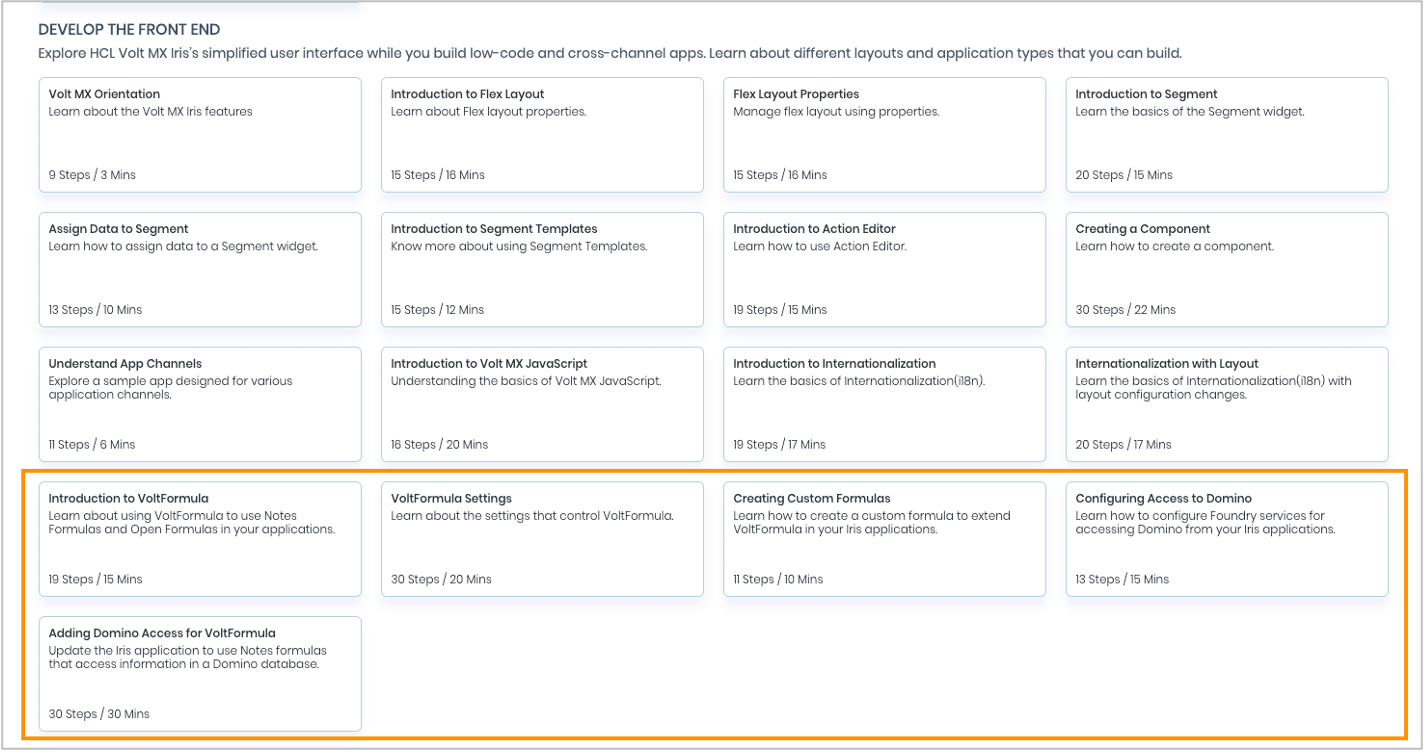 DEVELOP THE FRONT END
Explore HCL Volt MX Iris's simplified user interface while you build low-code and cross-channel apps. Learn about different layouts and application types that you can build.
Volt MX Orientation
Learn about the Volt MX Iris features
9 Steps / 3 Mins
Introduction to Flex Layout
Learn about Flex layout properties.
15 Steps / 16 Mins
Flex Layout Properties
Manage flex layout using properties.
15 Steps / 16 Mins
Introduction to Segment
Learn the basics of the Segment widget.
20 Steps / 15 Mins
Assign Data to Segment
Learn how to assign data to a Segment widget.
13 Steps / 10 Mins
Introduction to Segment Templates
Know more about using Segment Templates.
15 Steps / 12 Mins
Introduction to Action Editor
Learn how to use Action Editor.
19 Steps / 15 Mins
Creating a Component
Learn how to create a component.
30 Steps / 22 Mins
Understand App Channels
Explore a sample app designed for various
application channels.
11 Steps / 6 Mins
Introduction to Volt MX JavaScript
Understanding the basics of Volt MX JavaScript.
16 Steps / 20 Mins
Introduction to Internationalization
Learn the basics of Internationalization(i18n).
19 Steps / 17 Mins
Internationalization with Layout
Learn the basics of Internationalization(i18n) with
layout configuration changes.
20 Steps / 17 Mins
Introduction to VoltFormula
Learn about using VoltFormula to use Notes
Formulas and Open Formulas in your applications.
19 Steps / 15 Mins
VoltFormula Settings
Learn about the settings that control VoltFormula.
30 Steps / 20 Mins
Creating Custom Formulas
Learn how to create a custom formula to extend
VoltFormula in your Iris applications.
11 Steps / 10 Mins
Configuring Access to Domino
Learn how to configure Foundry services for
accessing Domino from your Iris applications.
13 Steps / 15 Mins
Adding Domino Access for VoltFormula
Update the Iris application to use Notes formulas
that access information in a Domino database.
30 Steps / 30 Mins